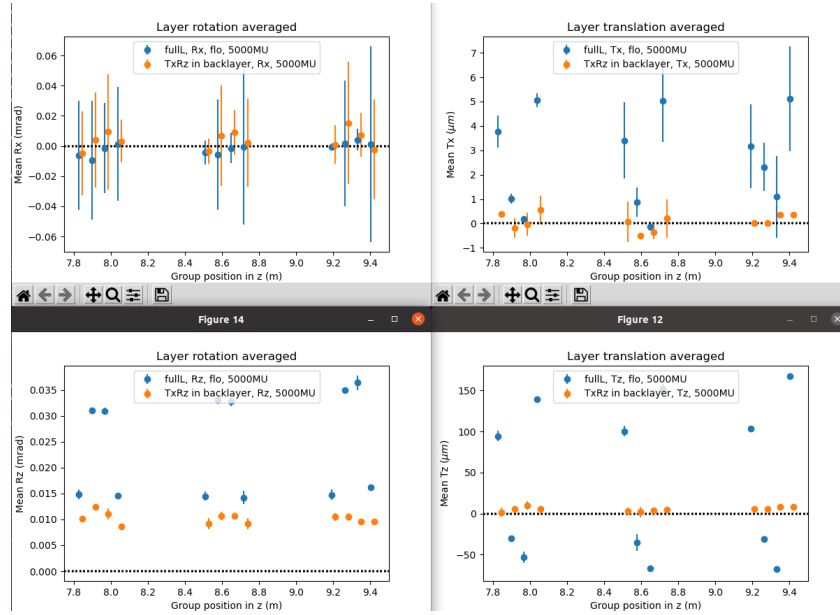 Layer rotation averaged
fullL, Rx, flo, 5000MU
TxRz in backlayer, Rx, 5000MU
Mean Rx (mrad)
0.06
0.04
0.02
0.00
−0.02
−0.04
−0.06
7.8 8.0 8.2 8.4 8.6 8.8 9.0 9.2 9.4
Group position in z (m)
Layer translation averaged
fullL, Tx, flo, 5000MU
TxRz in backlayer, Tx, 5000MU
Mean Tx (μm)
7
6
5
4
3
2
1
0
−1
7.8 8.0 8.2 8.4 8.6 8.8 9.0 9.2 9.4
Group position in z (m)
Figure 14
Layer rotation averaged
fullL, Rz, flo, 5000MU
TxRz in backlayer, Rz, 5000MU
Mean Rz (mrad)
0.035
0.030
0.025
0.020
0.015
0.010
0.005
0.000
7.8 8.0 8.2 8.4 8.6 8.8 9.0 9.2 9.4
Group position in z (m)
Figure 12
Layer translation averaged
fullL, Tz, flo, 5000MU
TxRz in backlayer, Tz, 5000MU
Mean Tz (μm)
150
100
50
0
−50
7.8 8.0 8.2 8.4 8.6 8.8 9.0 9.2 9.4
Group position in z (m)